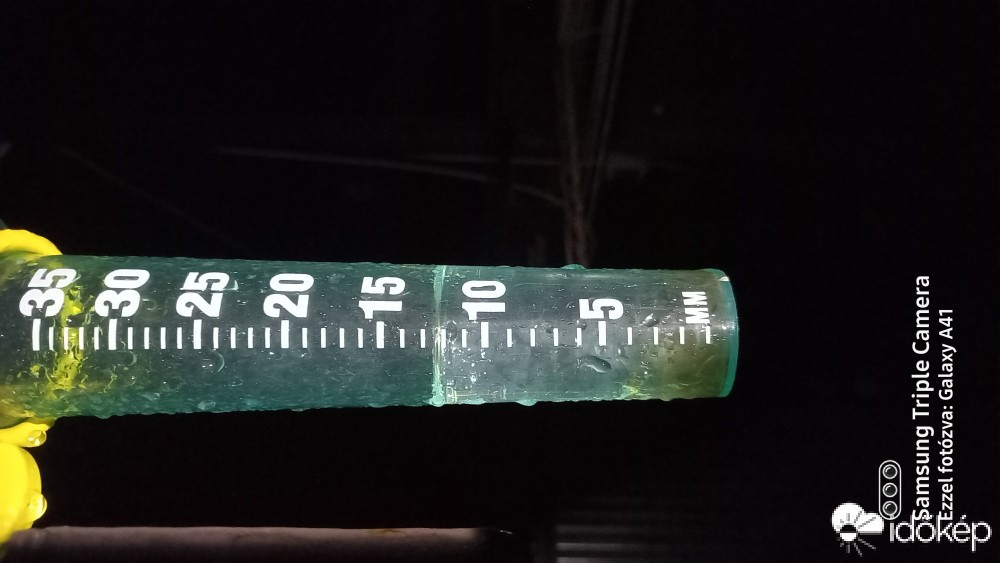 35
30
25
20
15
10
5
MM
Samsung Triple Camera
Ezzel fotózva: Galaxy A41
időkép